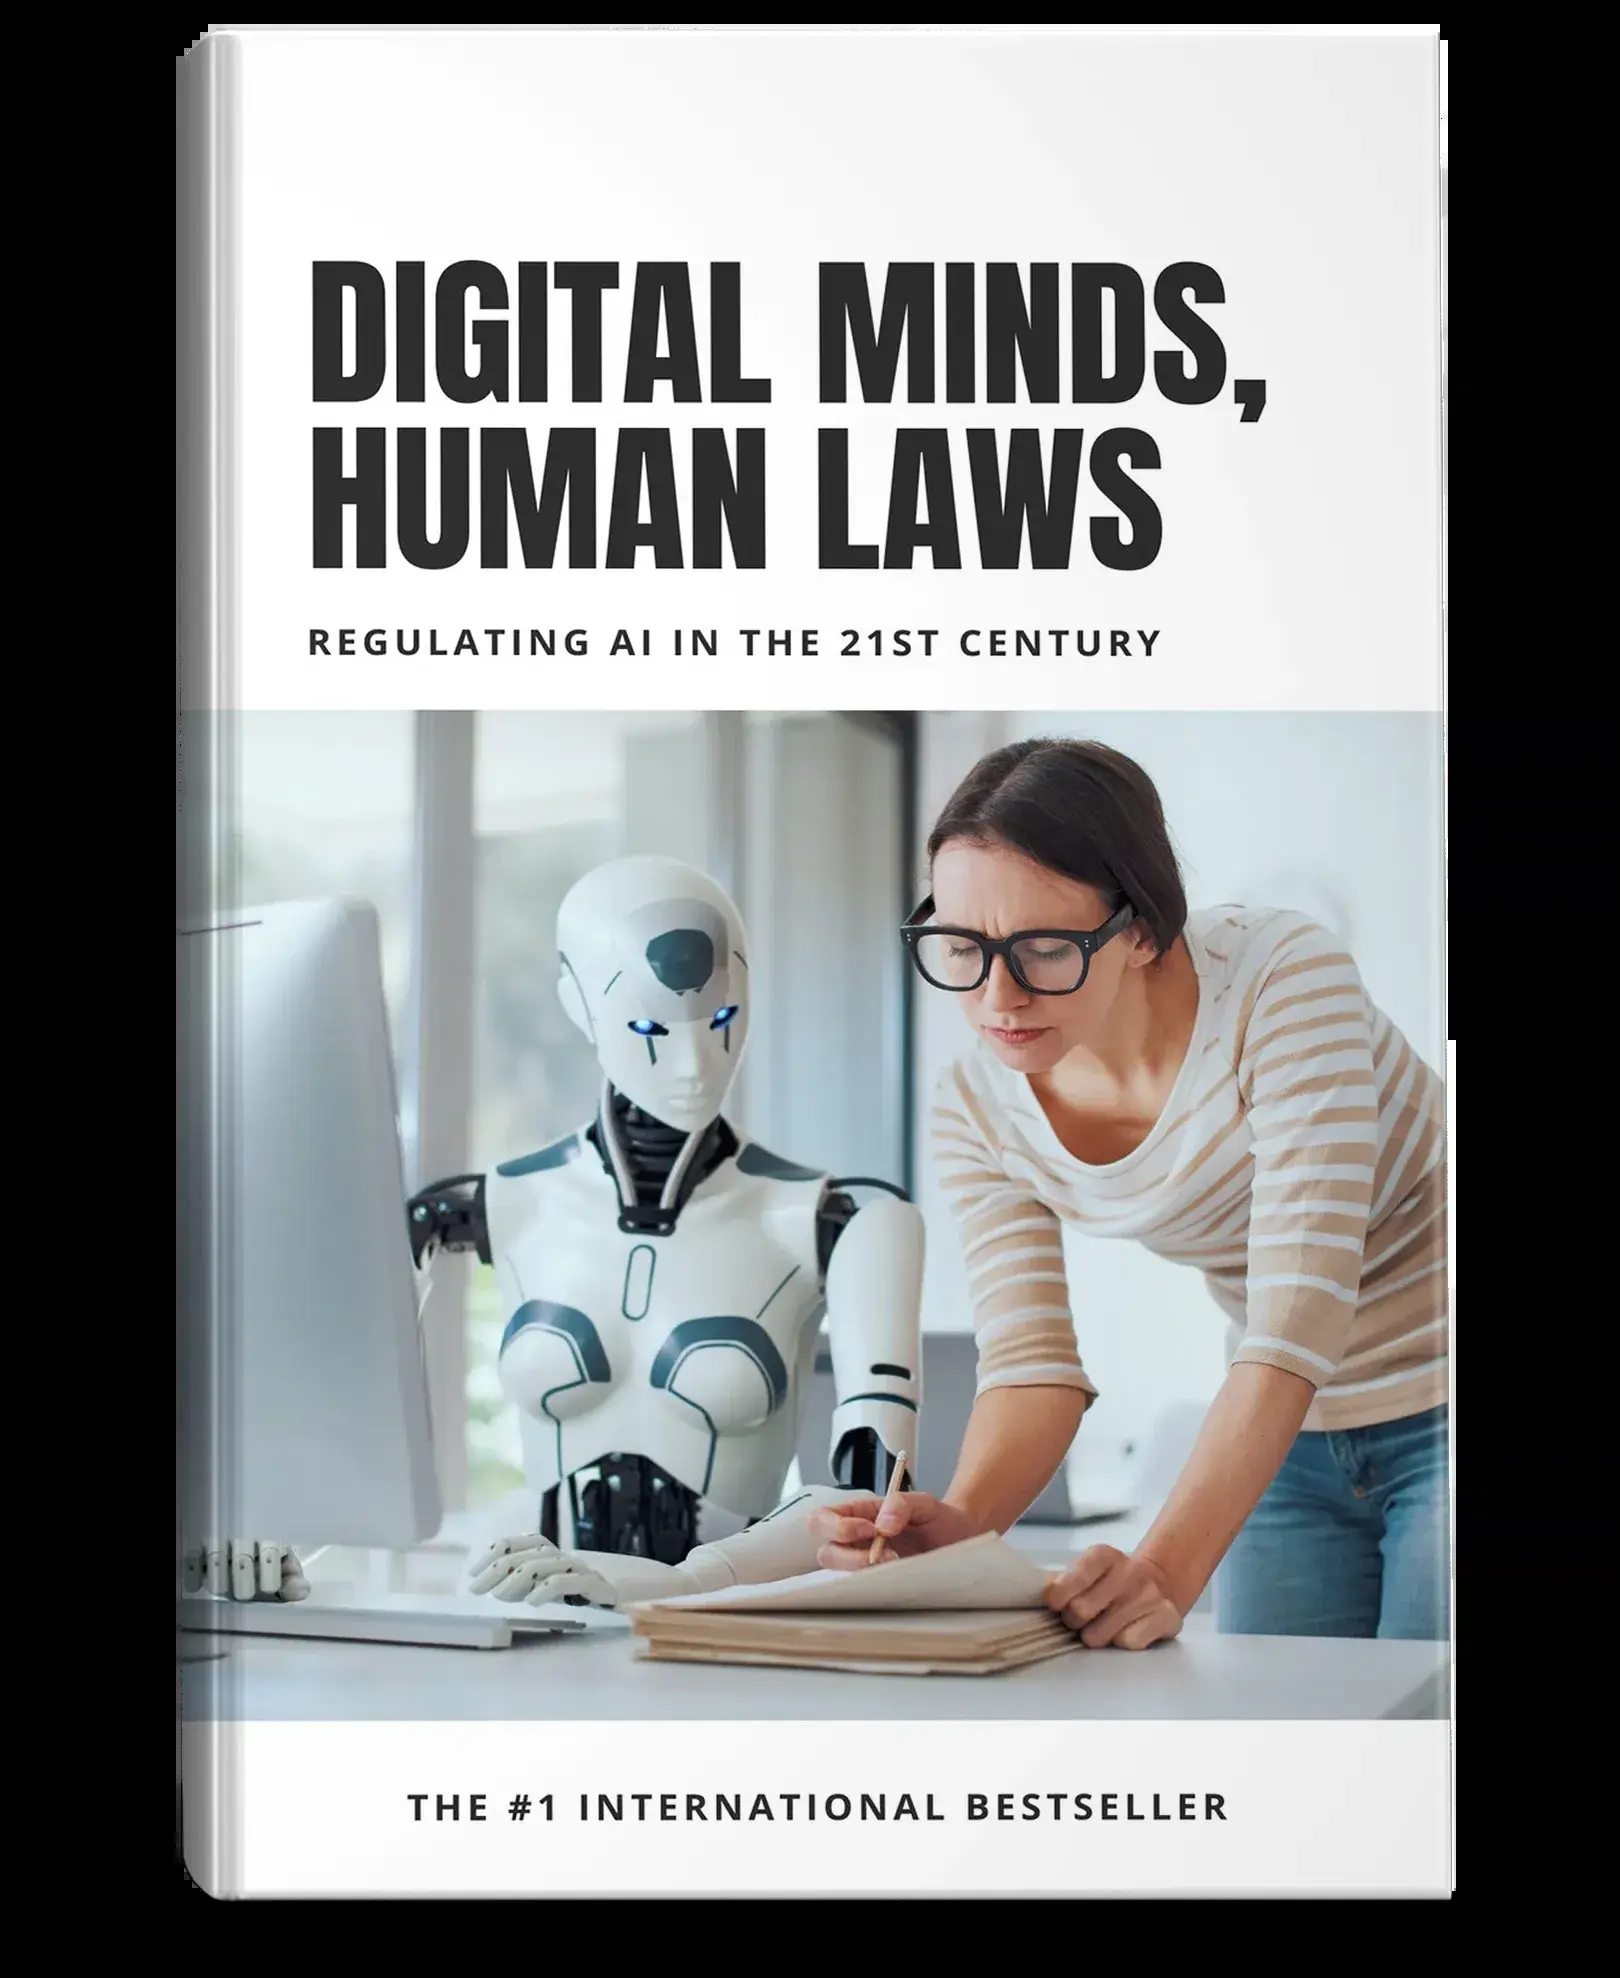 DIGITAL MINDS,
HUMAN LAWS
REGULATING AI IN THE 21ST CENTURY
THE #1 INTERNATIONAL BESTSELLER